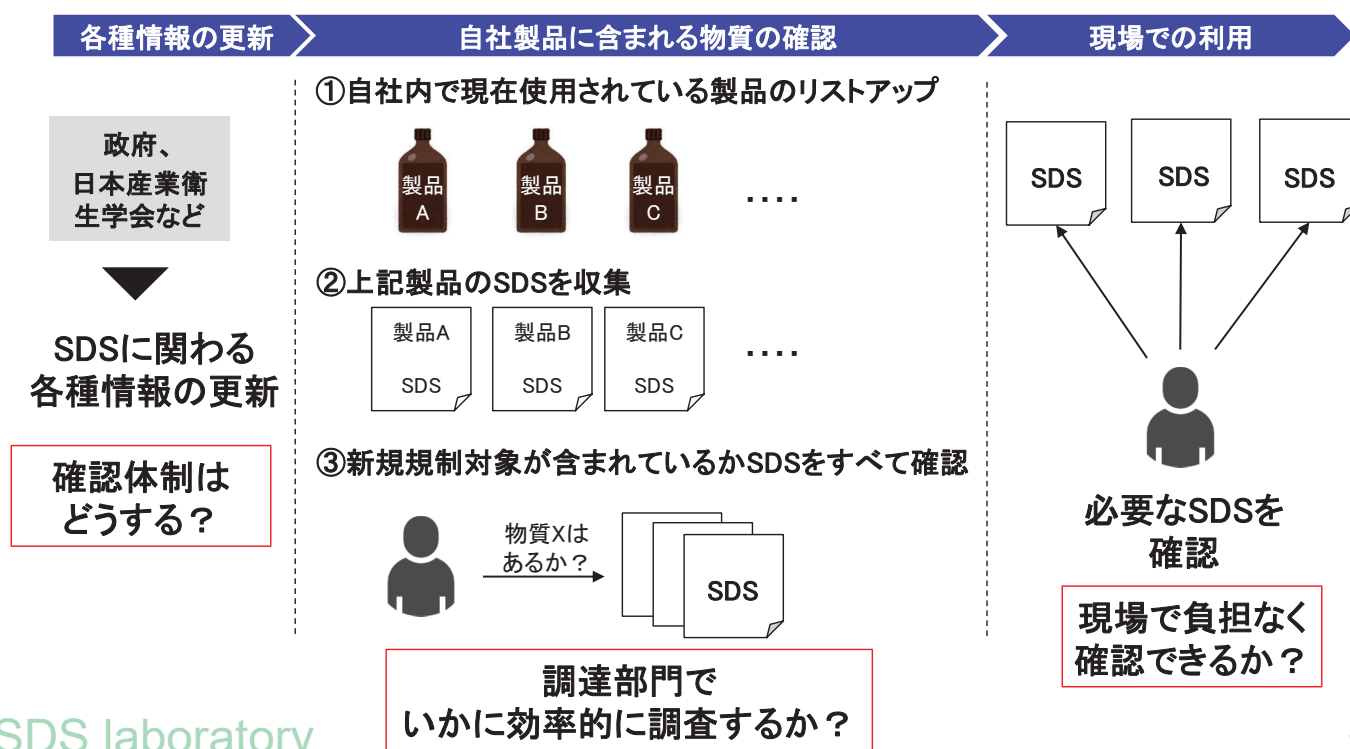 各種情報の更新
自社製品に含まれる物質の確認
現場での利用
政府、
日本産業衛
生学会など
SDSに関わる
各種情報の更新
確認体制は
どうする?
①自社内で現在使用されている製品のリストアップ
製品
A
製品
B
製品
C
‥‥
②上記製品のSDSを収集
製品A
SDS
製品B
SDS
製品C
SDS
‥‥
③新規規制対象が含まれているかSDSをすべて確認
物質Xは
あるか?
SDS
調達部門で
いかに効率的に調査するか?
SDS
SDS
SDS
必要なSDSを
確認
現場で負担なく
確認できるか?
SDS laboratory